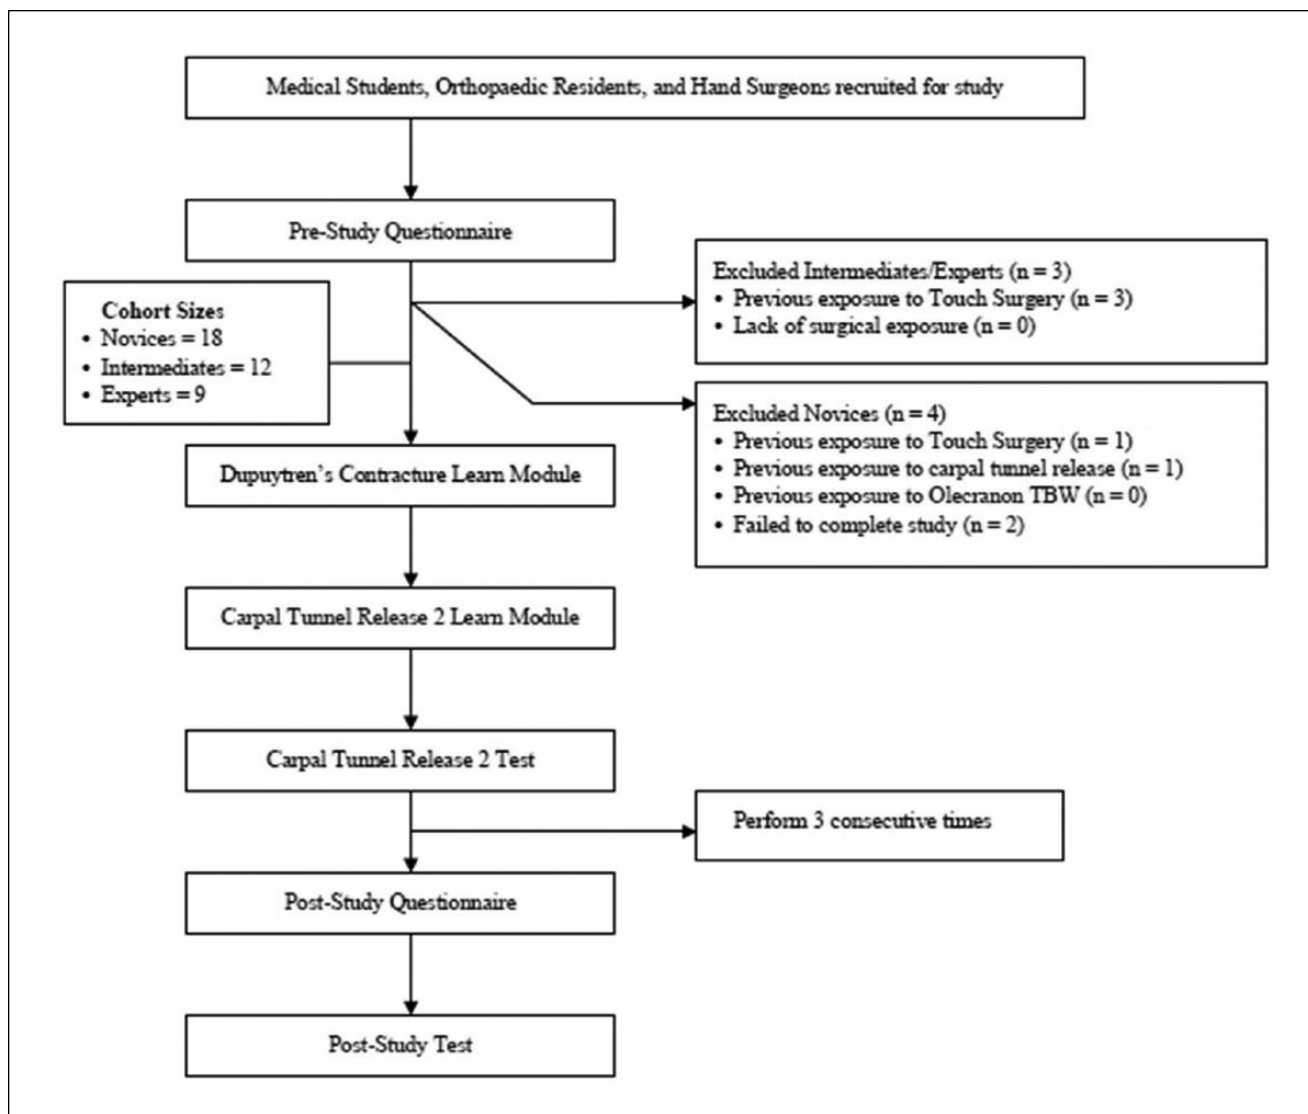 Medical Students, Orthopaedic Residents, and Hand Surgeons recruited for study
Pre-Study Questionnaire
Excluded Intermediates/Experts (n = 3)
• Previous exposure to Touch Surgery (n = 3)
• Lack of surgical exposure (n = 0)
Cohort Sizes
• Novices = 18
• Intermediates = 12
• Experts = 9
Excluded Novices (n = 4)
• Previous exposure to Touch Surgery (n = 1)
• Previous exposure to carpal tunnel release (n = 1)
• Previous exposure to Olecranon TBW (n = 0)
• Failed to complete study (n = 2)
Dupuytren's Contracture Learn Module
Carpal Tunnel Release 2 Learn Module
Carpal Tunnel Release 2 Test
Perform 3 consecutive times
Post-Study Questionnaire
Post-Study Test